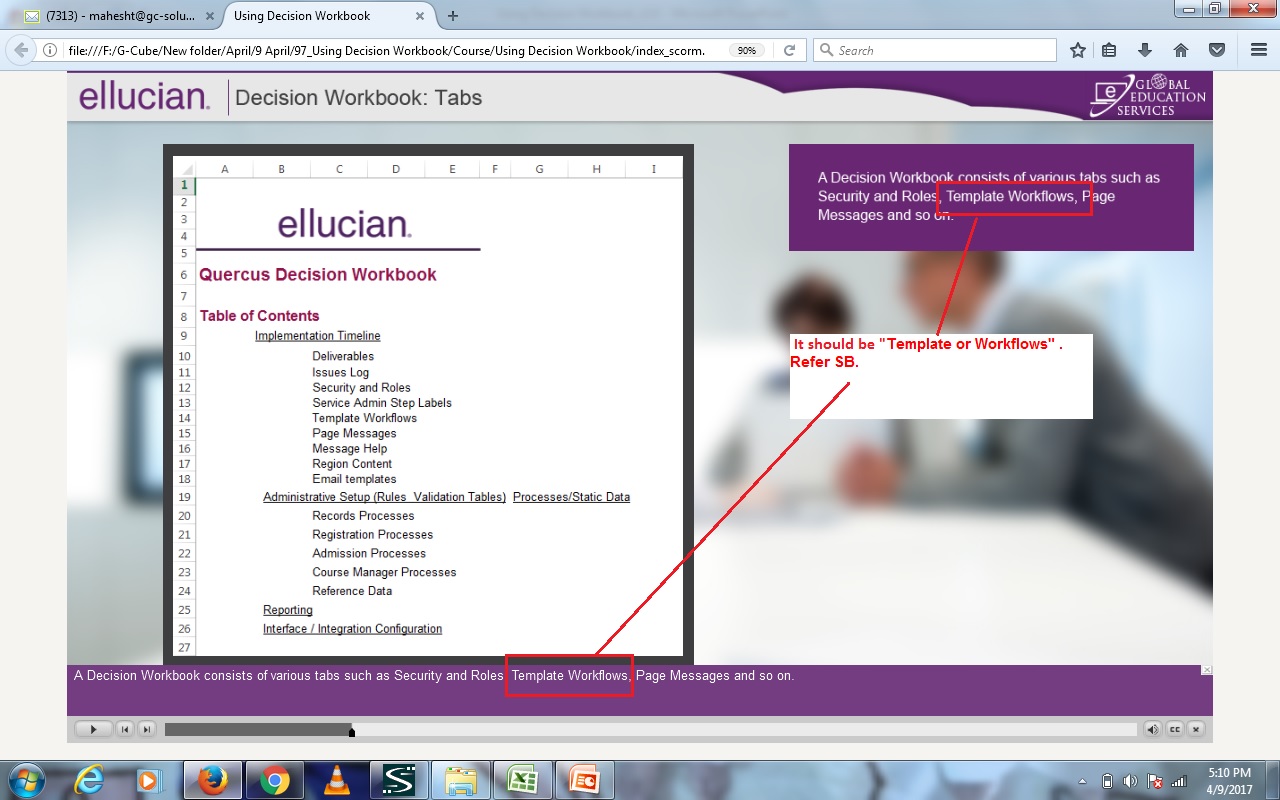 (7313) - mahesht@gc-solu...
Using Decision Workbook
file:///F:/G-Cube/New folder/April/9 April/97_Using Decision Workbook/Course/Using Decision Workbook/index_scorm.
90%
Search
ellucian.
Decision Workbook: Tabs
GLOBAL
EDUCATION
SERVICES
A B C D E F G H I
1
2
3
ellucian.
4
5
6 Quercus Decision Workbook
7
8 Table of Contents
9 Implementation Timeline
10 Deliverables
11 Issues Log
12 Security and Roles
13 Service Admin Step Labels
14 Template Workflows
15 Page Messages
16 Message Help
17 Region Content
18 Email templates
19 Administrative Setup (Rules Validation Tables) Processes/Static Data
20 Records Processes
21 Registration Processes
22 Admission Processes
23 Course Manager Processes
24 Reference Data
25 Reporting
26 Interface / Integration Configuration
27
A Decision Workbook consists of various tabs such as
Security and Roles, Template Workflows, Page
Messages and so on.
It should be "Template or Workflows" .
Refer SB.
A Decision Workbook consists of various tabs such as Security and Roles Template Workflows, Page Messages and so on.
CC
5:10 PM
4/9/2017